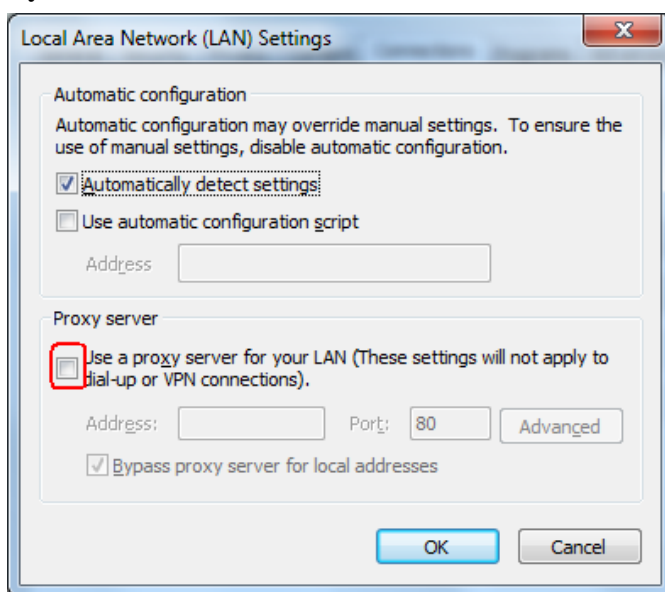 Local Area Network (LAN) Settings
Automatic configuration
Automatic configuration may override manual settings. To ensure the
use of manual settings, disable automatic configuration.
Automatically detect settings
Use automatic configuration script
Address
Proxy server
Use a proxy server for your LAN (These settings will not apply to
dial-up or VPN connections).
Address: Port: 80 Advanced
Bypass proxy server for local addresses
OK Cancel